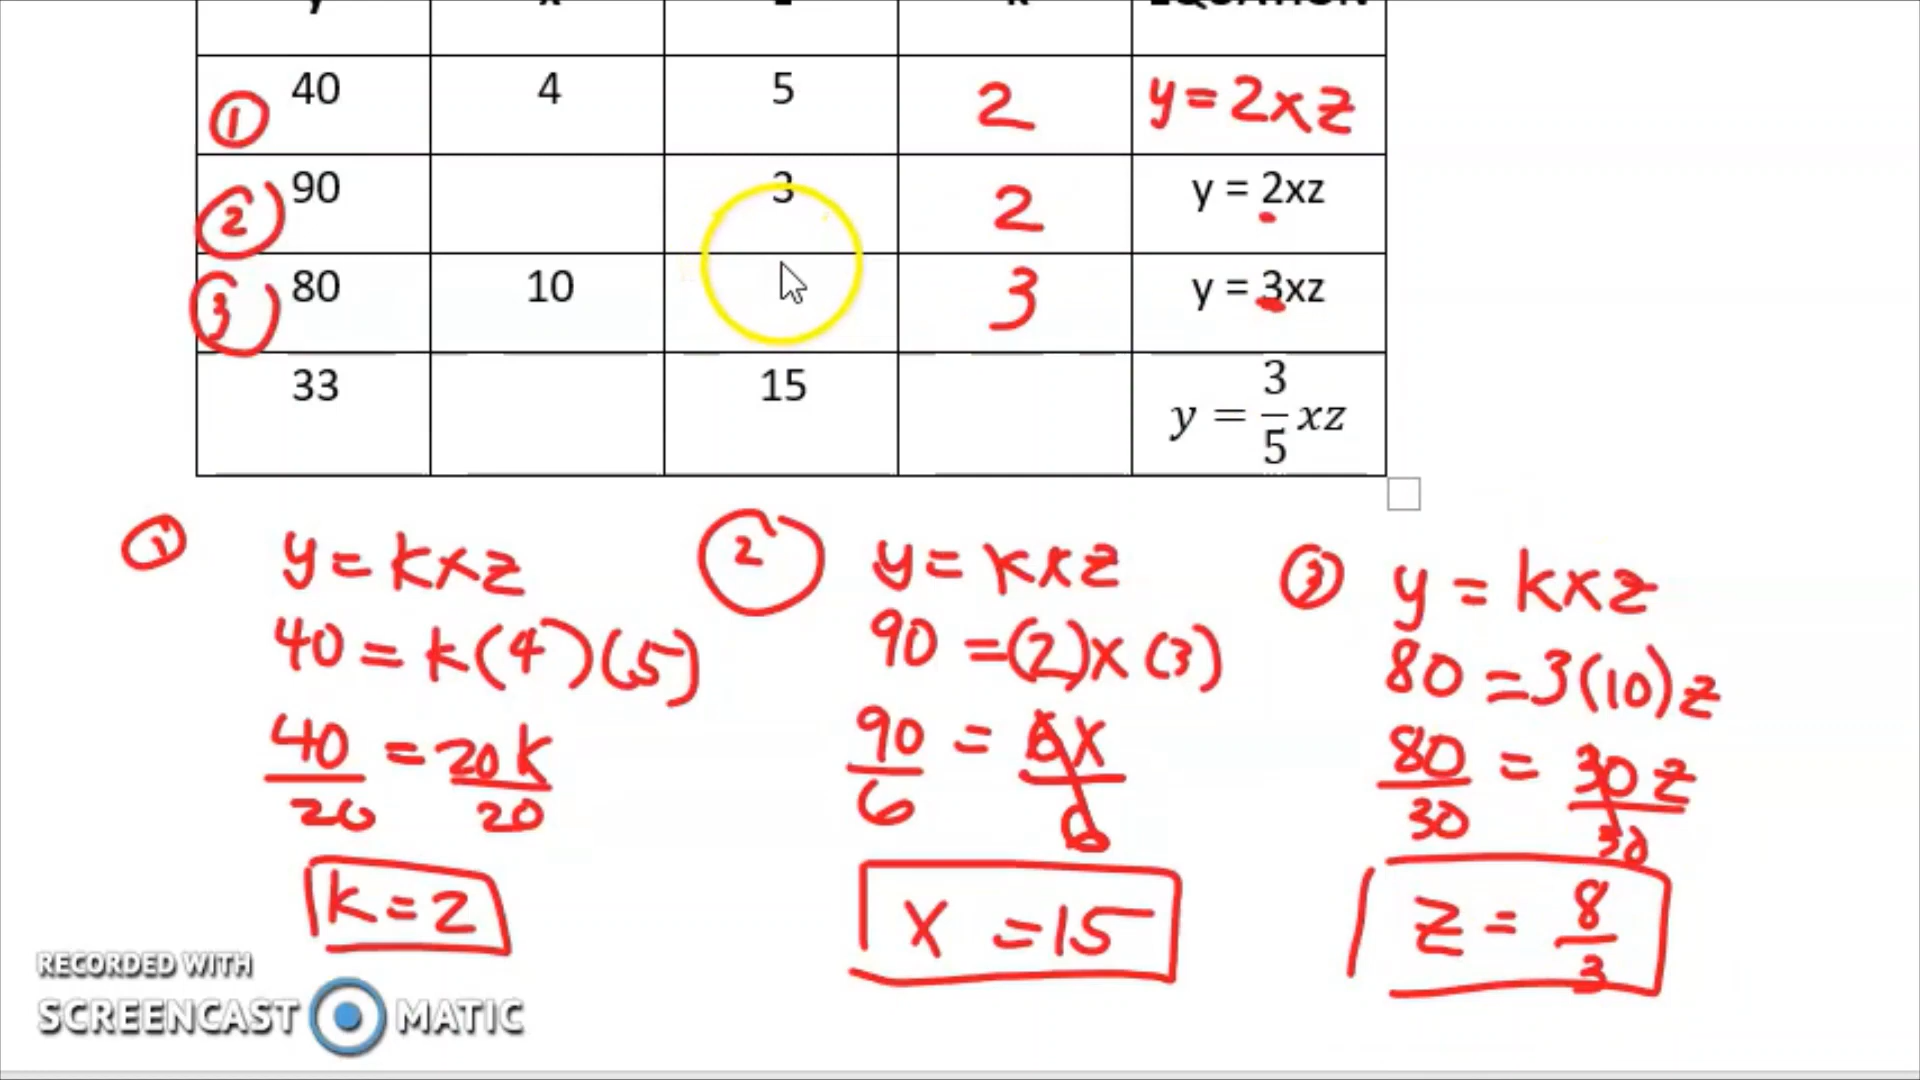 y x z k EQUATION
① 40 4 5 2 y = 2xz
② 90 3 2 y = 2xz
③ 80 10 3 y = 3xz
33 15 y = 3/5 xz
① y = kxz
40 = k(4)(5)
40/20 = 20k/20
k = 2
② y = kxz
90 = (2)x(3)
90/6 = 6x/6
x = 15
③ y = kxz
80 = 3(10)z
80/30 = 30z/30
z = 8/3
RECORDED WITH
SCREENCAST MATIC